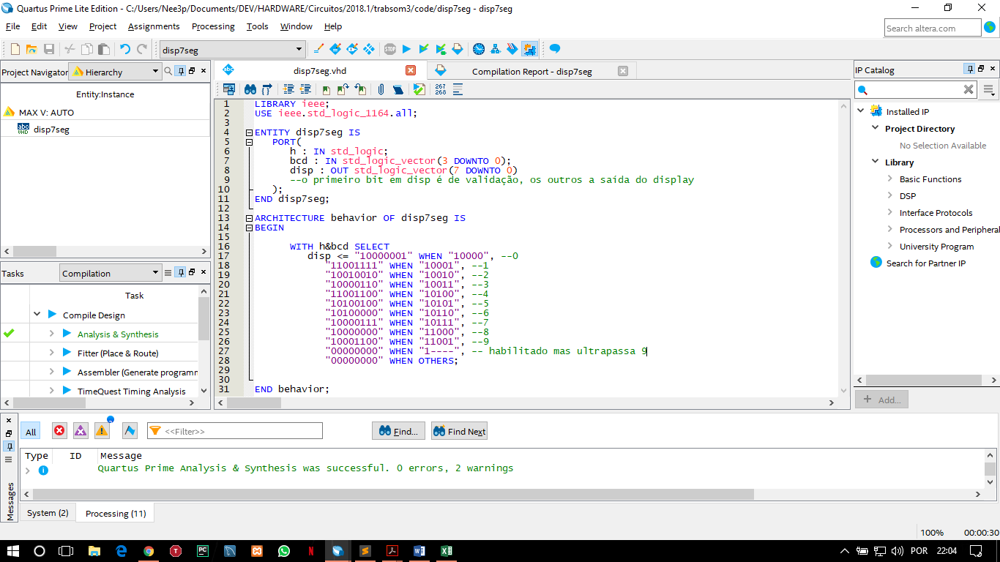 Quartus Prime Lite Edition - C:/Users/Nee3p/Documents/DEV/HARDWARE/Circuitos/2018.1/trabsom3/code/disp7seg - disp7seg
File Edit View Project Assignments Processing Tools Window Help
Search altera.com
disp7seg
STOP
Project Navigator Hierarchy
Entity:Instance
MAX V: AUTO
abc VHD disp7seg
Tasks Compilation
Task
Compile Design
Analysis & Synthesis
Fitter (Place & Route)
Assembler (Generate programn
TimeQuest Timing Analysis
abc disp7seg.vhd
Compilation Report - disp7seg
267 268
1 LIBRARY ieee;
2 USE ieee.std_logic_1164.all;
3
4 ENTITY disp7seg IS
5 PORT(
6 h : IN std_logic;
7 bcd : IN std_logic_vector(3 DOWNTO 0);
8 disp : OUT std_logic_vector(7 DOWNTO 0)
9 --o primeiro bit em disp é de validação, os outros a saída do display
10 );
11 END disp7seg;
12
13 ARCHITECTURE behavior OF disp7seg IS
14 BEGIN
15
16 WITH h&bcd SELECT
17 disp <= "10000001" WHEN "10000", --0
18 "11001111" WHEN "10001", --1
19 "10010010" WHEN "10010", --2
20 "10000110" WHEN "10011", --3
21 "11001100" WHEN "10100", --4
22 "10100100" WHEN "10101", --5
23 "10100000" WHEN "10110", --6
24 "10000111" WHEN "10111", --7
25 "10000000" WHEN "11000", --8
26 "10001100" WHEN "11001", --9
27 "00000000" WHEN "1----", -- habilitado mas ultrapassa 9
28 "00000000" WHEN OTHERS;
29
30
31 END behavior;
IP Catalog
Installed IP
Project Directory
No Selection Available
Library
Basic Functions
DSP
Interface Protocols
Processors and Peripheral
University Program
Search for Partner IP
+ Add...
All
<<Filter>>
Find...
Find Next
Type ID Message
Quartus Prime Analysis & Synthesis was successful. 0 errors, 2 warnings
Messages
System (2) Processing (11)
100% 00:00:30
POR 22:04